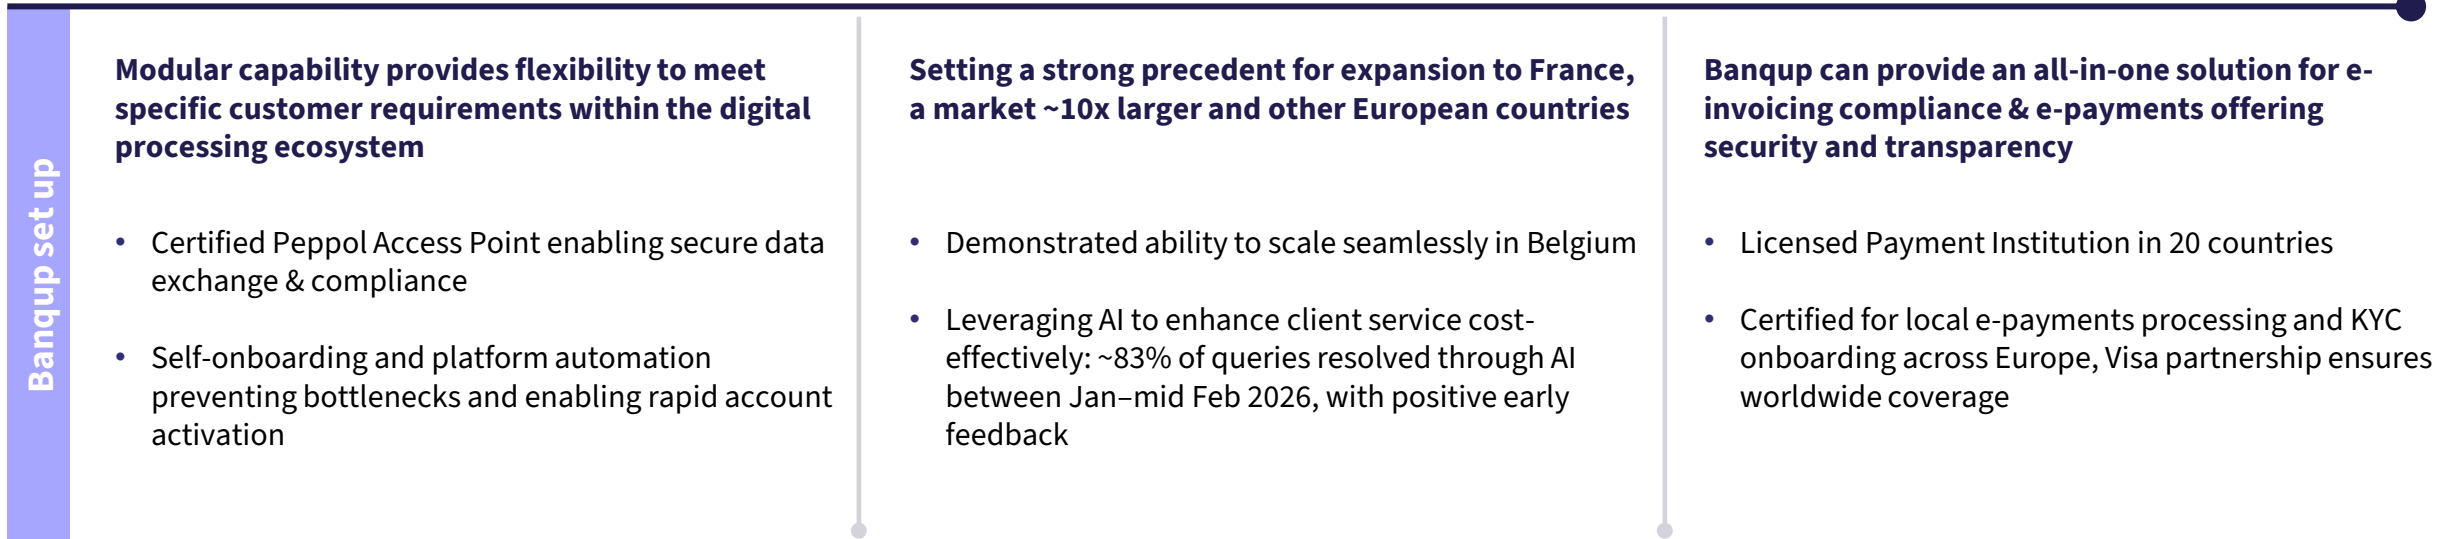 Banqup set up
Modular capability provides flexibility to meet
specific customer requirements within the digital
processing ecosystem
• Certified Peppol Access Point enabling secure data
exchange & compliance
• Self-onboarding and platform automation
preventing bottlenecks and enabling rapid account
activation
Setting a strong precedent for expansion to France,
a market ~10x larger and other European countries
• Demonstrated ability to scale seamlessly in Belgium
• Leveraging AI to enhance client service cost-
effectively: ~83% of queries resolved through AI
between Jan–mid Feb 2026, with positive early
feedback
Banqup can provide an all-in-one solution for e-
invoicing compliance & e-payments offering
security and transparency
• Licensed Payment Institution in 20 countries
• Certified for local e-payments processing and KYC
onboarding across Europe, Visa partnership ensures
worldwide coverage